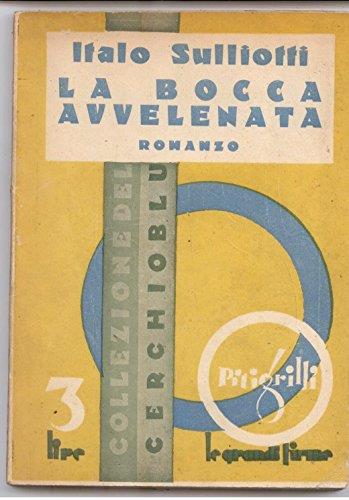 Italo Sulliotti
LA BOCCA
AVVELENATA
ROMANZO
COLLEZIONE DEL
CERCHIO BLU
Pitigrilli
3
lire
le grandi firme